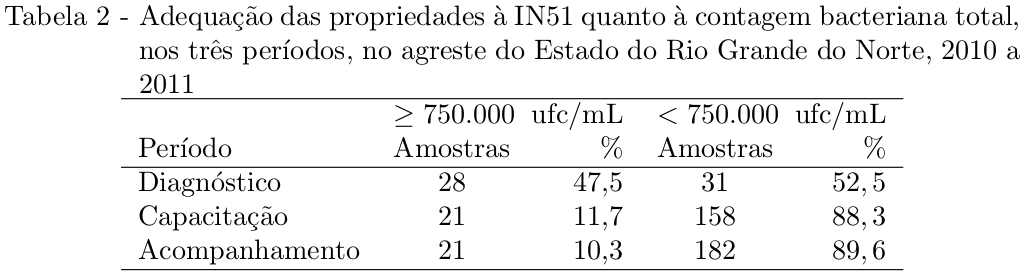 Tabela 2 - Adequação das propriedades à IN51 quanto à contagem bacteriana total,
nos três períodos, no agreste do Estado do Rio Grande do Norte, 2010 a
2011
≥ 750.000 ufc/mL < 750.000 ufc/mL
Período Amostras % Amostras %
Diagnóstico 28 47,5 31 52,5
Capacitação 21 11,7 158 88,3
Acompanhamento 21 10,3 182 89,6